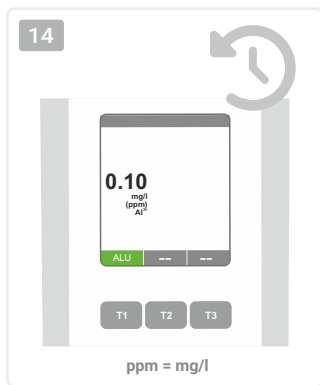 14
0.10
mg/l
(ppm)
Al³⁺
ALU -- --
T1 T2 T3
ppm = mg/l